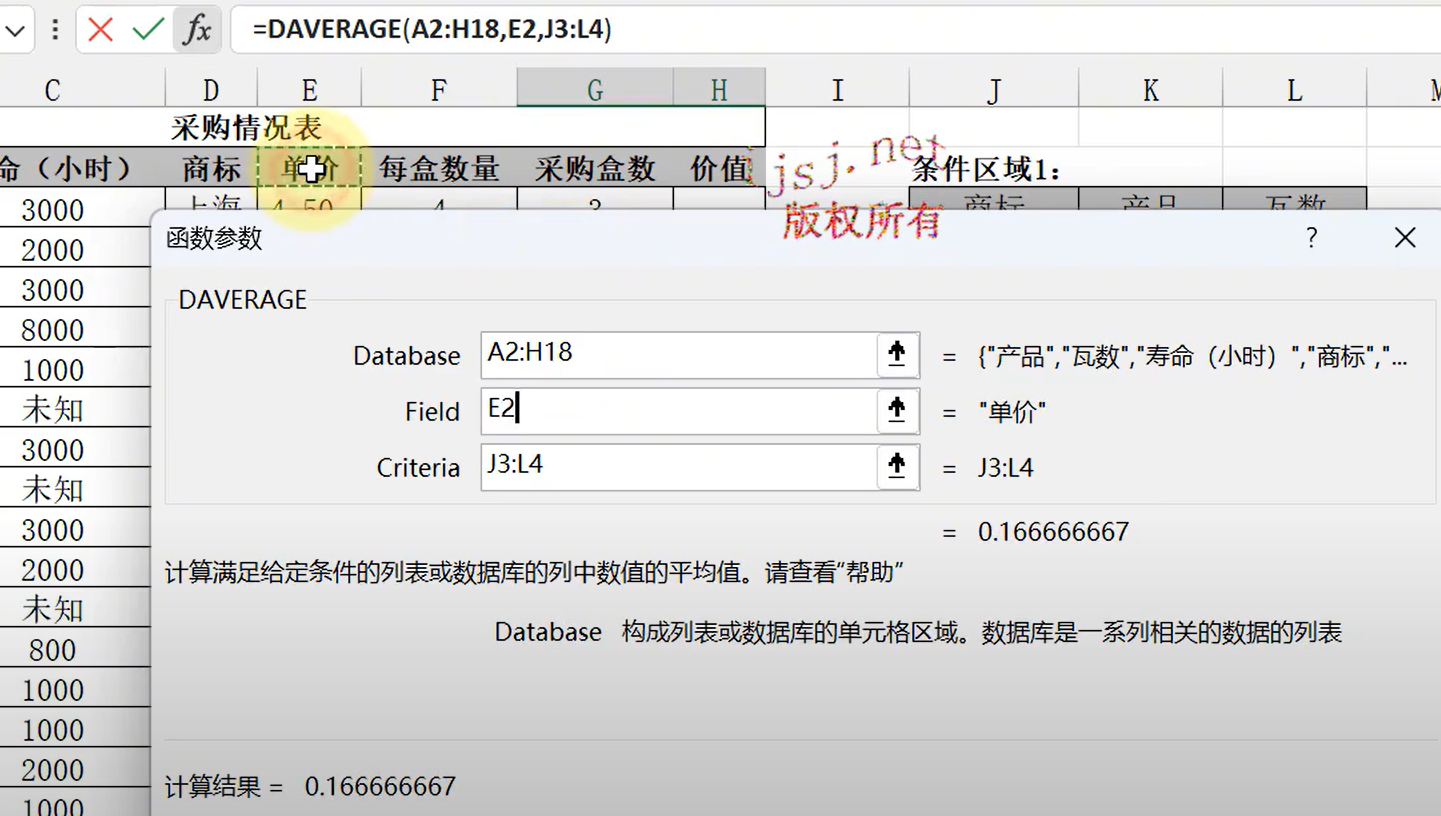 fx
=DAVERAGE(A2:H18,E2,J3:L4)
C D E F G H I J K L M
采购情况表
命（小时） 商标 单价 每盒数量 采购盒数 价值 条件区域1:
jsj.net
版权所有
3000 上海 4.50 4 3 商标 产品 瓦数
2000
3000
8000
1000
未知
3000
未知
3000
2000
未知
800
1000
1000
2000
1000
函数参数 ?
DAVERAGE
Database A2:H18 = {"产品","瓦数","寿命（小时）","商标","...
Field E2 = "单价"
Criteria J3:L4 = J3:L4
= 0.166666667
计算满足给定条件的列表或数据库的列中数值的平均值。请查看“帮助”
Database 构成列表或数据库的单元格区域。数据库是一系列相关的数据的列表
计算结果 = 0.166666667